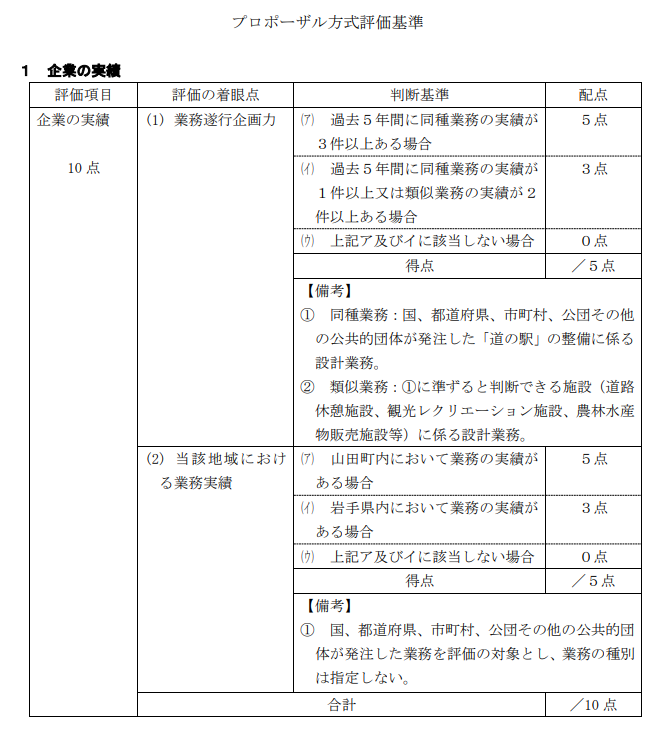 プロポーザル方式評価基準
１　企業の実績
評価項目　評価の着眼点　判断基準　配点
企業の実績　(1) 業務遂行企画力　㋐　過去５年間に同種業務の実績が　５点
３件以上ある場合
10 点　㋑　過去５年間に同種業務の実績が　３点
１件以上又は類似業務の実績が２
件以上ある場合
㋒　上記ア及びイに該当しない場合　０点
得点　／５点
【備考】
①　同種業務：国、都道府県、市町村、公団その他
の公共的団体が発注した「道の駅」の整備に係る
設計業務。
②　類似業務：①に準ずると判断できる施設（道路
休憩施設、観光レクリエーション施設、農林水産
物販売施設等）に係る設計業務。
(2) 当該地域におけ　㋐　山田町内において業務の実績が　５点
る業務実績　ある場合
㋑　岩手県内において業務の実績が　３点
ある場合
㋒　上記ア及びイに該当しない場合　０点
得点　／５点
【備考】
①　国、都道府県、市町村、公団その他の公共的団
体が発注した業務を評価の対象とし、業務の種別
は指定しない。
合計　／10 点